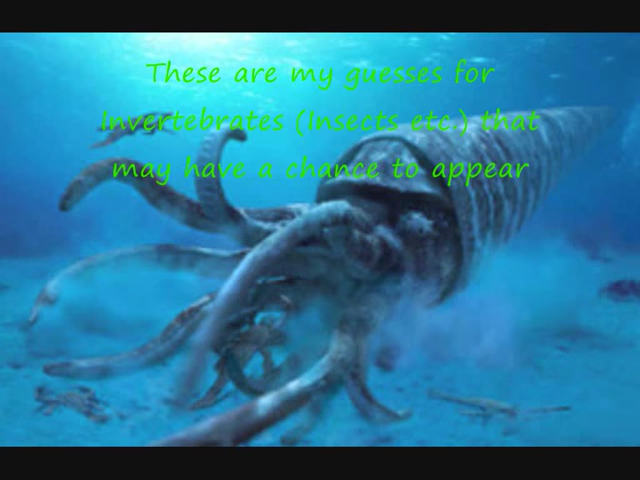 These are my guesses for
Invertebrates (Insects etc.) that
may have a chance to appear